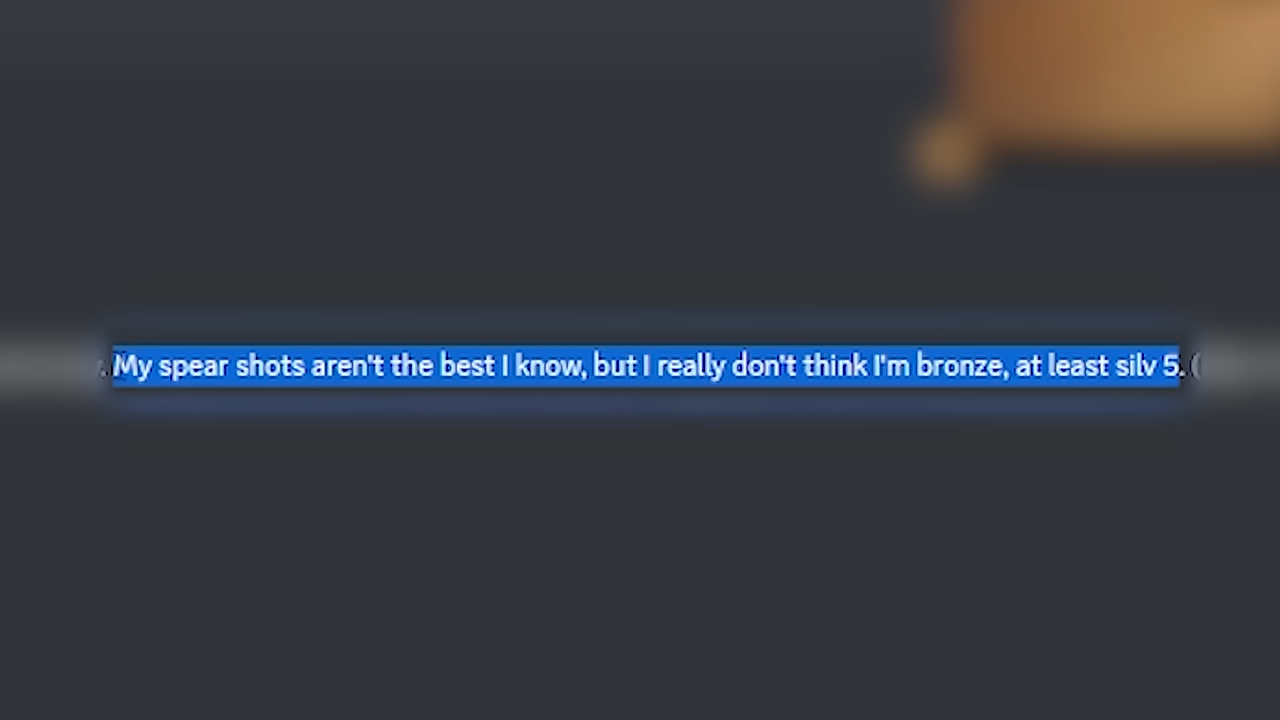 . My spear shots aren't the best I know, but I really don't think I'm bronze, at least silv 5. (